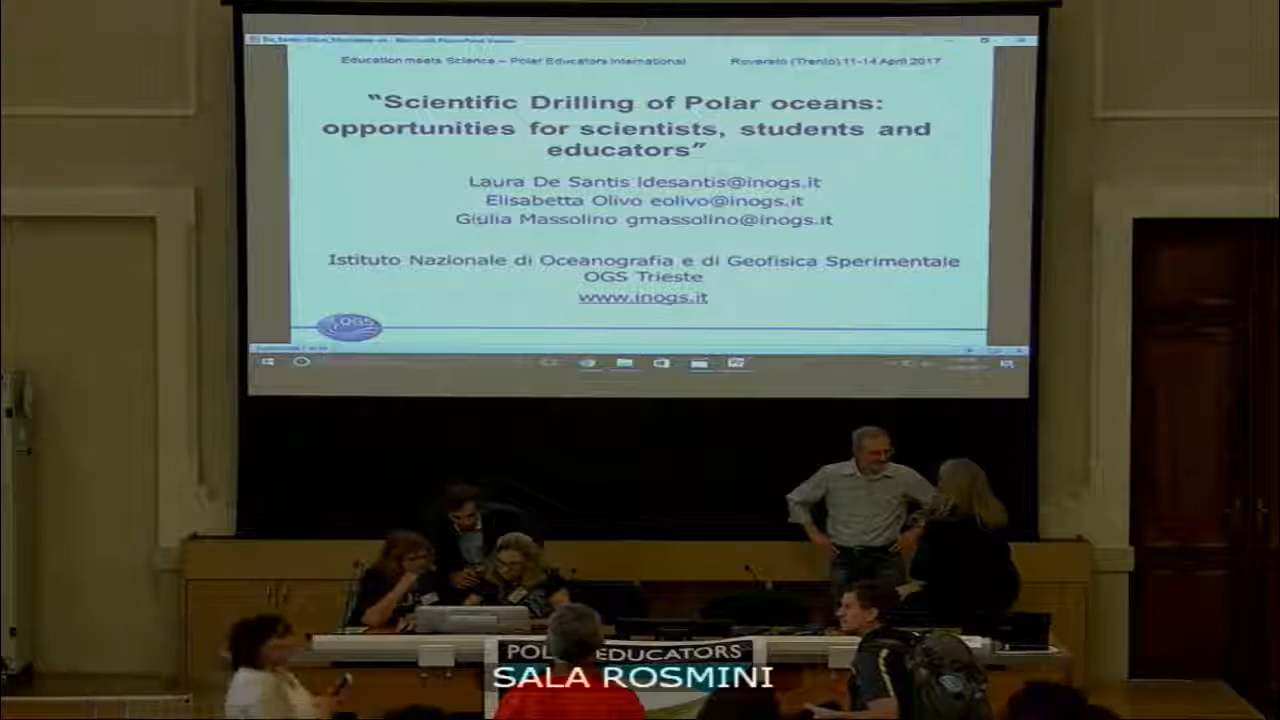 Education meets Science – Polar Educators International Rovereto (Trento) 11-14 April 2017
"Scientific Drilling of Polar oceans:
opportunities for scientists, students and
educators"
Laura De Santis ldesantis@inogs.it
Elisabetta Olivo eolivo@inogs.it
Giulia Massolino gmassolino@inogs.it
Istituto Nazionale di Oceanografia e di Geofisica Sperimentale
OGS Trieste
www.inogs.it
OGS
EDUCATORS
SALA ROSMINI